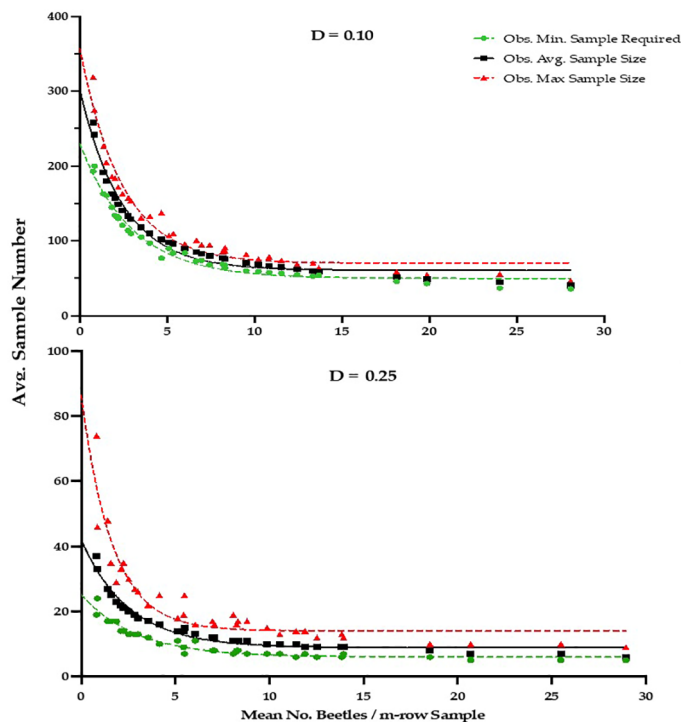 D = 0.10
Obs. Min. Sample Required
Obs. Avg. Sample Size
Obs. Max Sample Size
400
300
200
100
0
0 5 10 15 20 25 30
Avg. Sample Number
D = 0.25
100
80
60
40
20
0
0 5 10 15 20 25 30
Mean No. Beetles / m-row Sample